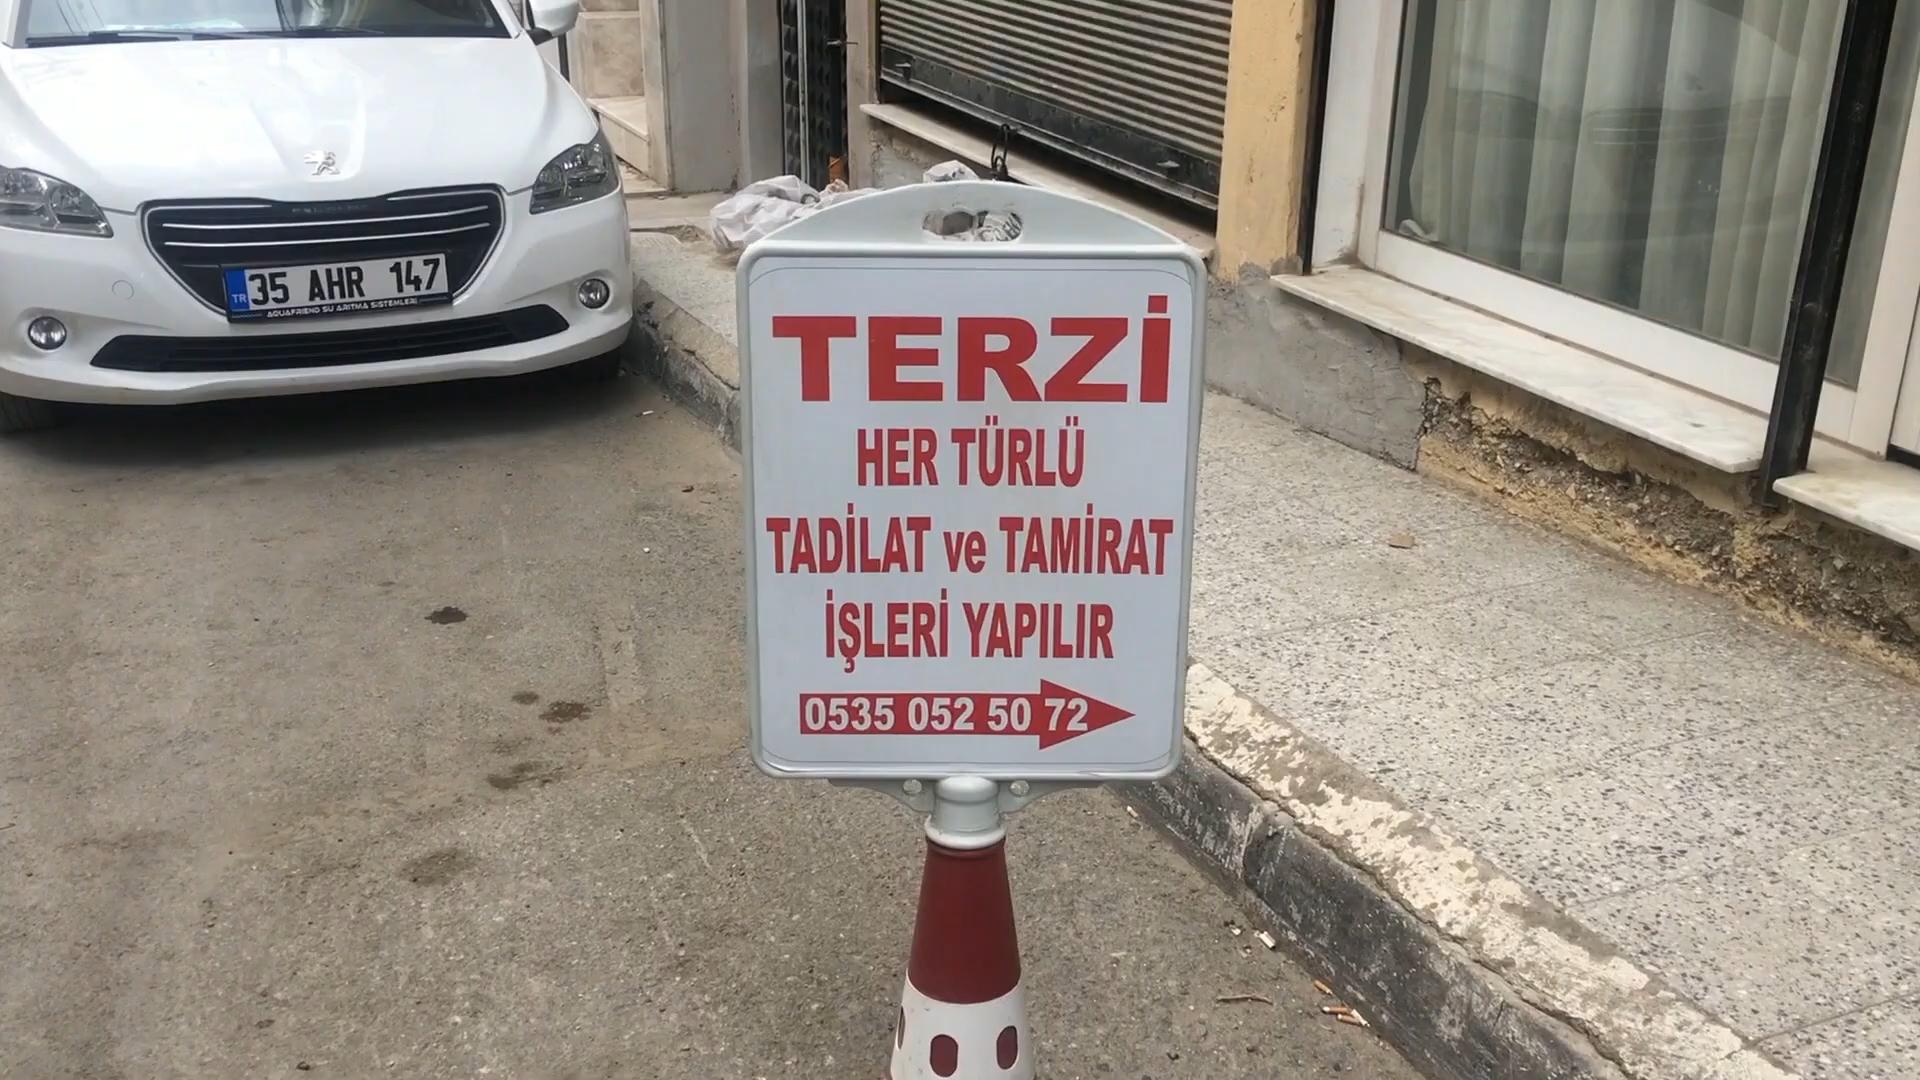 35 AHR 147
TR
AQUAFRIEND SU ARITMA SİSTEMLERİ
TERZİ
HER TÜRLÜ
TADİLAT ve TAMİRAT
İŞLERİ YAPILIR
0535 052 50 72